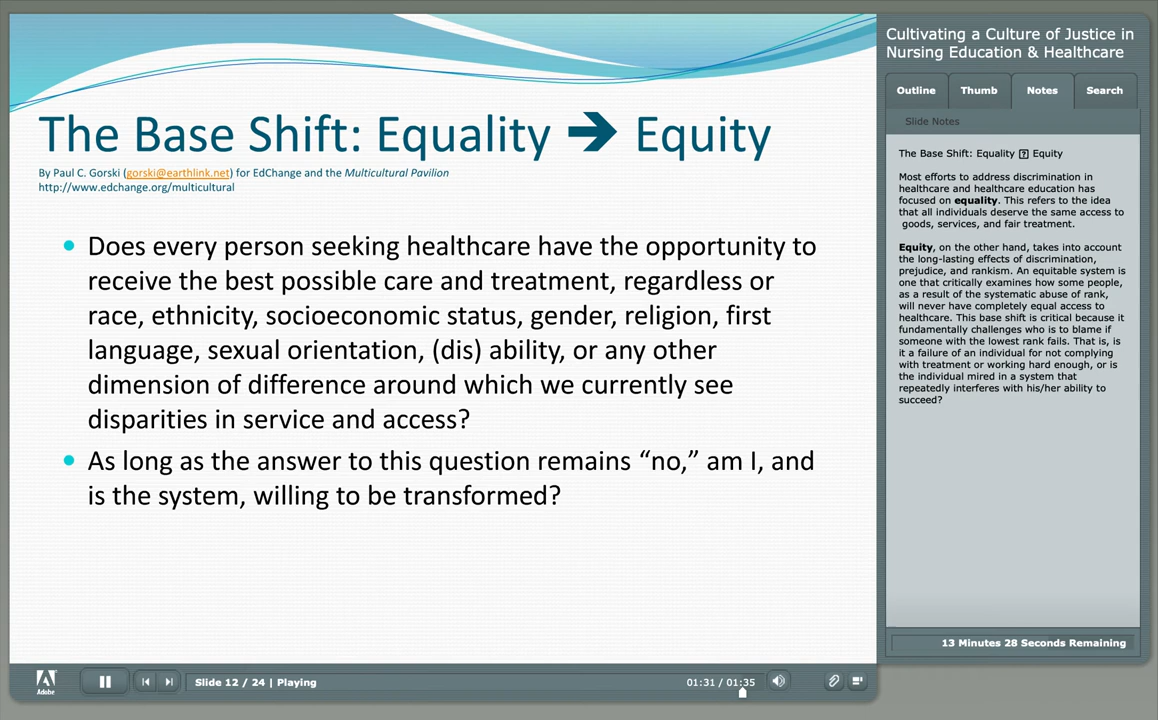 Cultivating a Culture of Justice in
Nursing Education & Healthcare
Outline Thumb Notes Search
Slide Notes
The Base Shift: Equality ➔ Equity
By Paul C. Gorski (gorski@earthlink.net) for EdChange and the Multicultural Pavilion
http://www.edchange.org/multicultural
• Does every person seeking healthcare have the opportunity to
receive the best possible care and treatment, regardless or
race, ethnicity, socioeconomic status, gender, religion, first
language, sexual orientation, (dis) ability, or any other
dimension of difference around which we currently see
disparities in service and access?
• As long as the answer to this question remains “no,” am I, and
is the system, willing to be transformed?
The Base Shift: Equality ? Equity
Most efforts to address discrimination in
healthcare and healthcare education has
focused on equality. This refers to the idea
that all individuals deserve the same access to
goods, services, and fair treatment.
Equity, on the other hand, takes into account
the long-lasting effects of discrimination,
prejudice, and rankism. An equitable system is
one that critically examines how some people,
as a result of the systematic abuse of rank,
will never have completely equal access to
healthcare. This base shift is critical because it
fundamentally challenges who is to blame if
someone with the lowest rank fails. That is, is
it a failure of an individual for not complying
with treatment or working hard enough, or is
the individual mired in a system that
repeatedly interferes with his/her ability to
succeed?
13 Minutes 28 Seconds Remaining
Adobe
Slide 12 / 24 | Playing
01:31 / 01:35